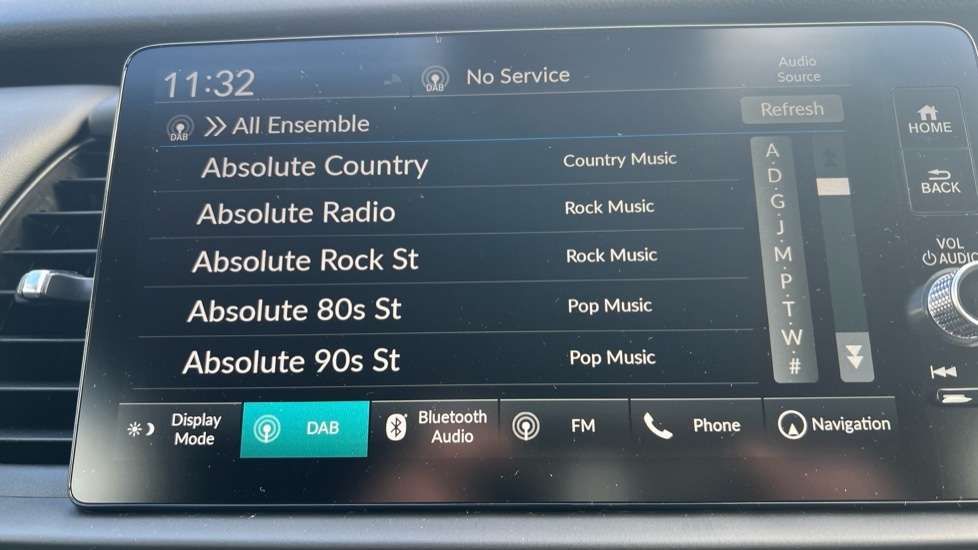 11:32
DAB
No Service
Audio
Source
DAB
All Ensemble
Refresh
Absolute Country Country Music
Absolute Radio Rock Music
Absolute Rock St Rock Music
Absolute 80s St Pop Music
Absolute 90s St Pop Music
A
D
G
J
M
P
T
W
#
HOME
BACK
VOL
AUDIO
Display
Mode
DAB
Bluetooth
Audio
FM
Phone
Navigation